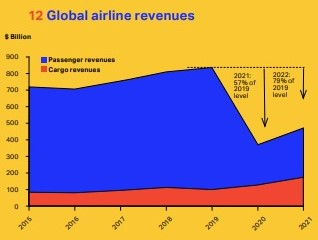 12 Global airline revenues
$ Billion
Passenger revenues
Cargo revenues
900
800
700
600
500
400
300
200
100
0
2021:
57% of
2019
level
2022:
79% of
2019
level
2015
2016
2017
2018
2019
2020
2021